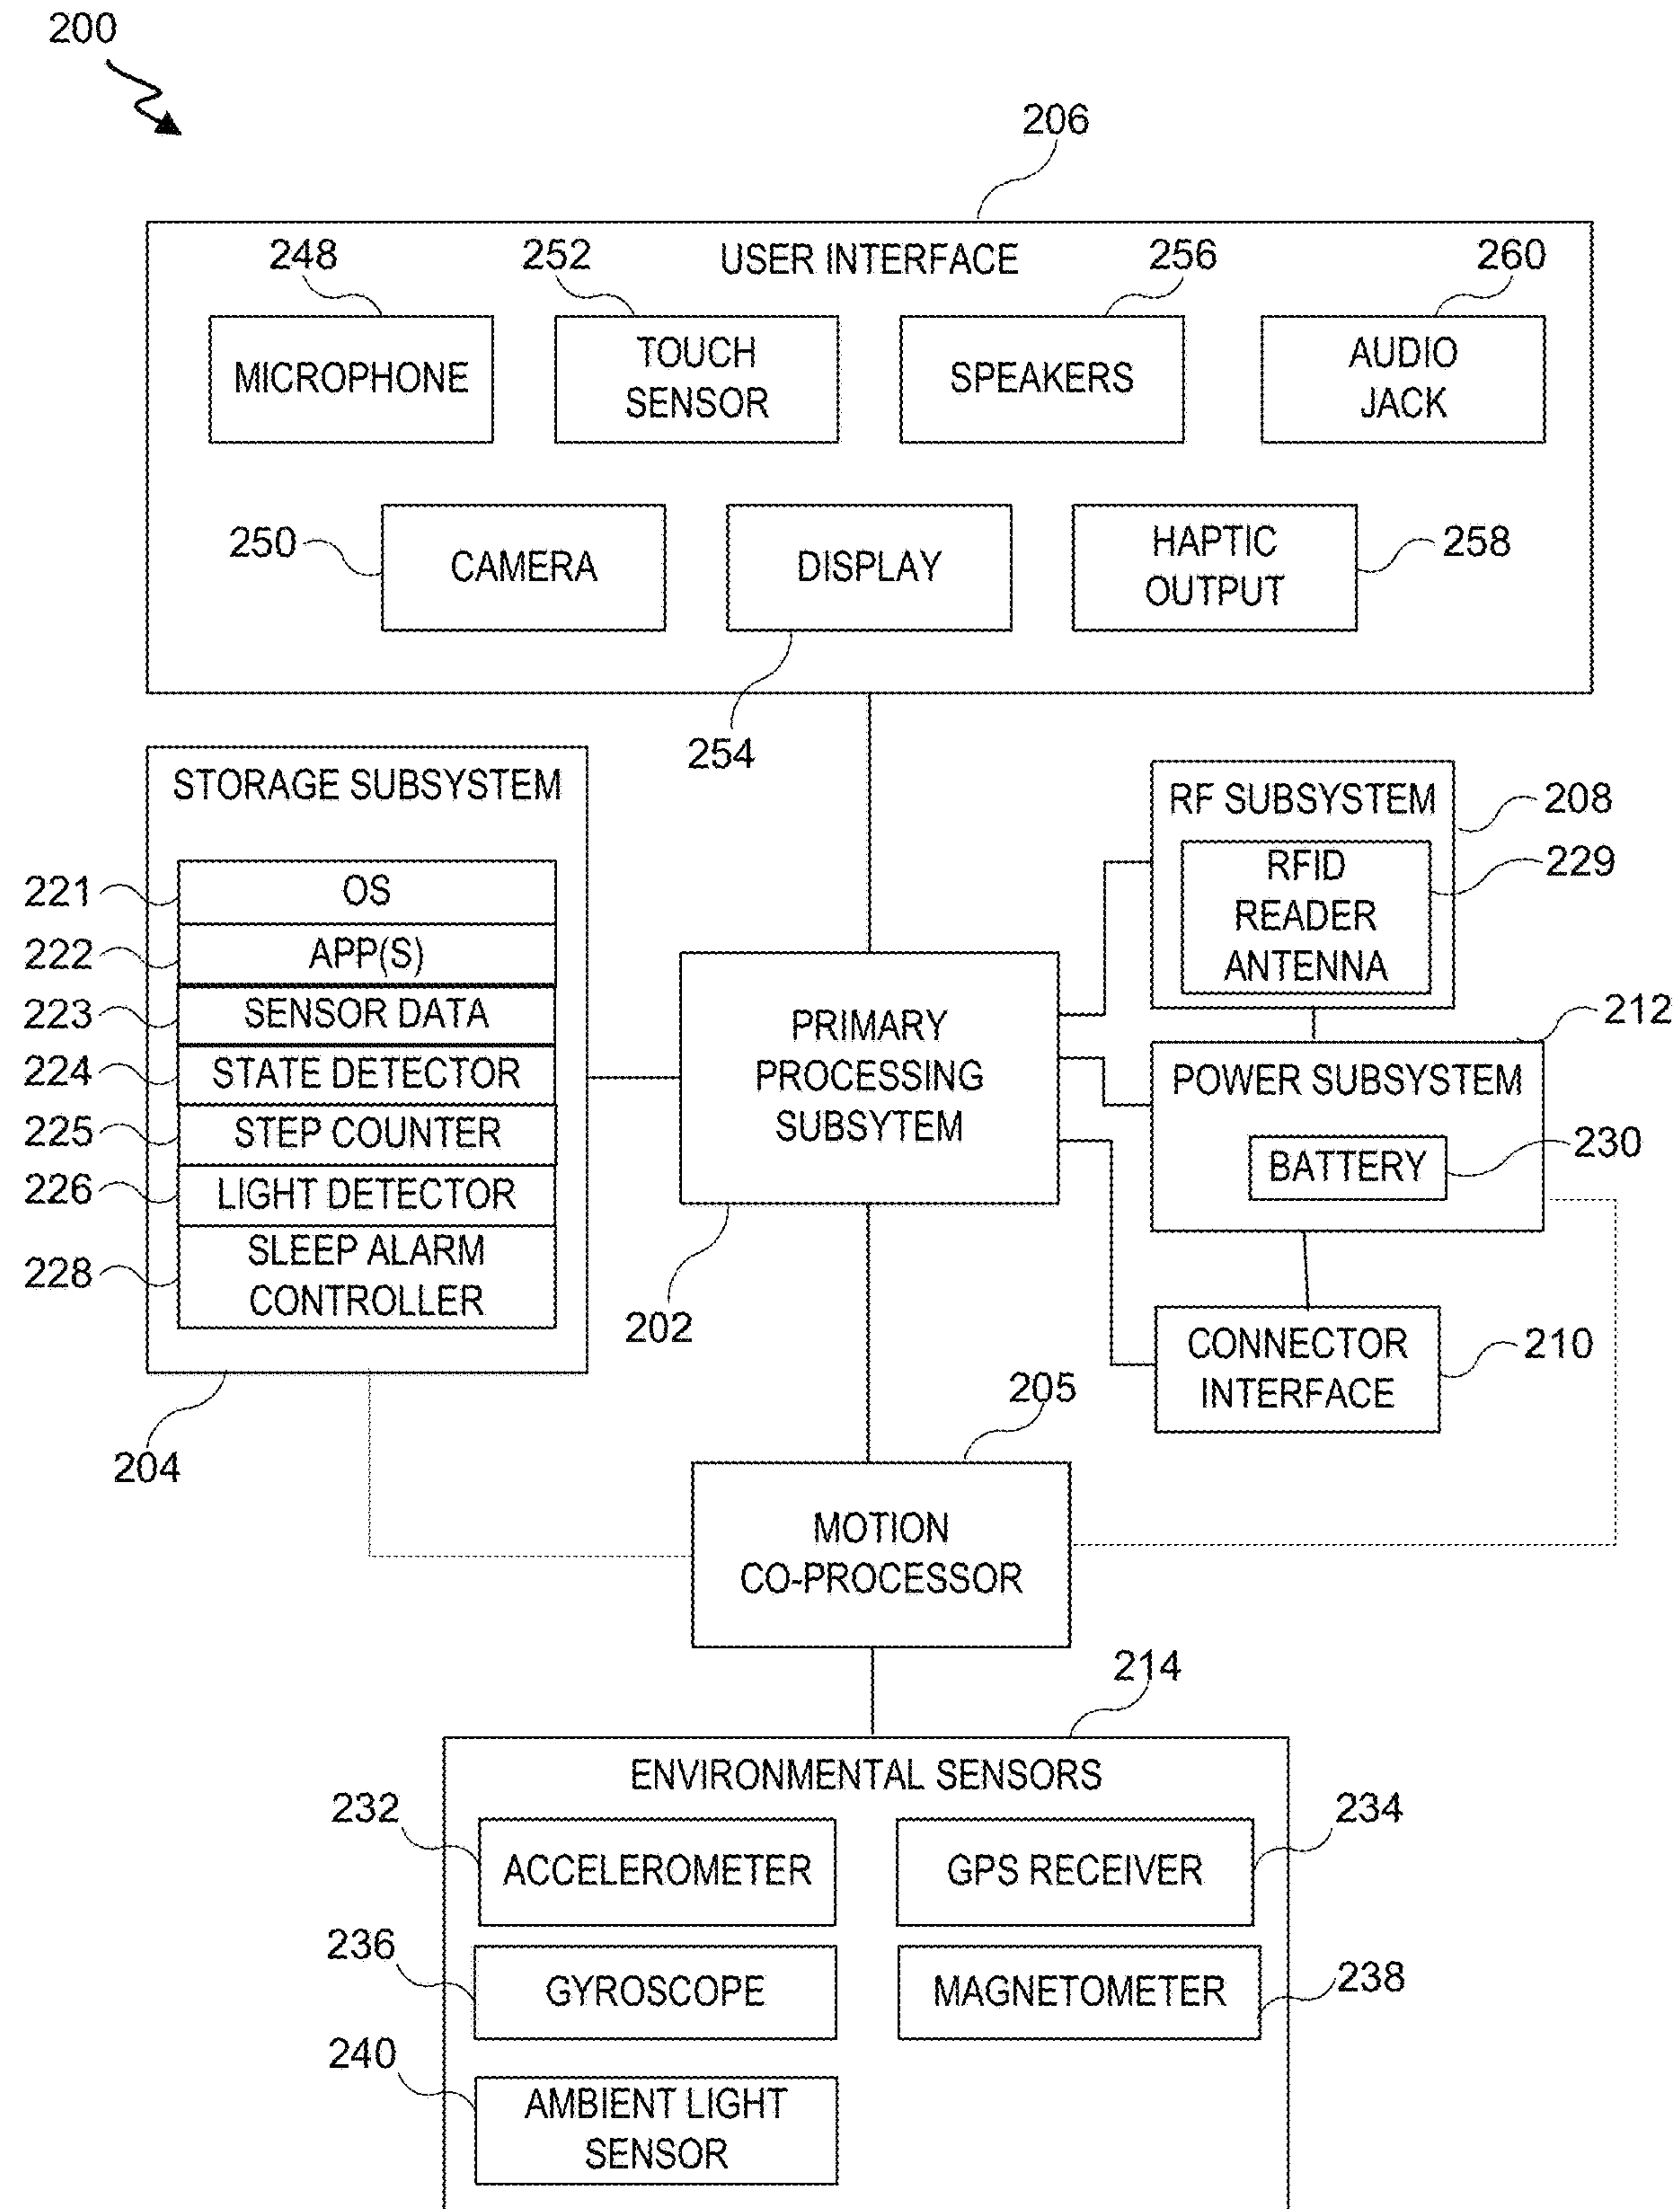 200
206
USER INTERFACE
248
252
256
260
MICROPHONE
TOUCH
SENSOR
SPEAKERS
AUDIO
JACK
250
CAMERA
DISPLAY
HAPTIC
OUTPUT
258
254
STORAGE SUBSYSTEM
221
OS
222
APP(S)
223
SENSOR DATA
224
STATE DETECTOR
225
STEP COUNTER
226
LIGHT DETECTOR
228
SLEEP ALARM
CONTROLLER
204
PRIMARY
PROCESSING
SUBSYTEM
202
RF SUBSYSTEM
208
RFID
READER
ANTENNA
229
212
POWER SUBSYSTEM
BATTERY
230
CONNECTOR
INTERFACE
210
205
MOTION
CO-PROCESSOR
214
ENVIRONMENTAL SENSORS
232
ACCELEROMETER
GPS RECEIVER
234
236
GYROSCOPE
MAGNETOMETER
238
240
AMBIENT LIGHT
SENSOR